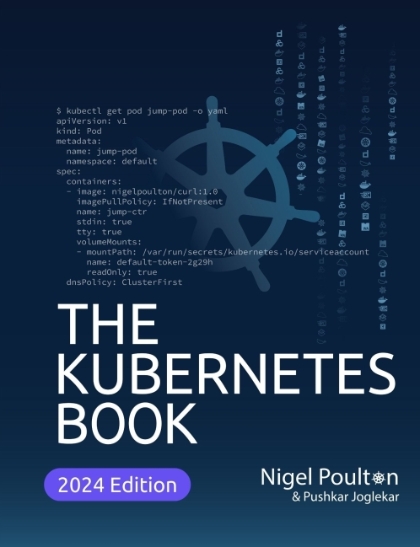 $ kubectl get pod jump-pod -o yaml
apiVersion: v1
kind: Pod
metadata:
  name: jump-pod
  namespace: default
spec:
  containers:
  - image: nigelpoulton/curl:1.0
    imagePullPolicy: IfNotPresent
    name: jump-ctr
    stdin: true
    tty: true
    volumeMounts:
    - mountPath: /var/run/secrets/kubernetes.io/serviceaccount
      name: default-token-2g29h
      readOnly: true
  dnsPolicy: ClusterFirst
THE
KUBERNETES
BOOK
2024 Edition
Nigel Poulton
& Pushkar Joglekar